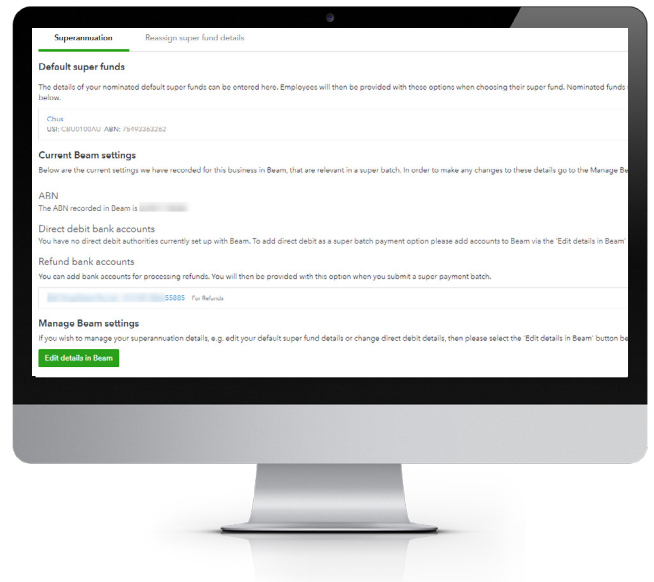 Superannuation Reassign super fund details
Default super funds
The details of your nominated default super funds can be entered here. Employees will then be provided with these options when choosing their super fund. Nominated funds
below.
Cbus
USI: CBU0100AU ABN: 75493363262
Current Beam settings
Below are the current settings we have recorded for this business in Beam, that are relevant in a super batch. In order to make any changes to these details go to the Manage Be
ABN
The ABN recorded in Beam is
Direct debit bank accounts
You have no direct debit authorities currently set up with Beam. To add direct debit as a super batch payment option please add accounts to Beam via the 'Edit details in Beam'
Refund bank accounts
You can add bank accounts for processing refunds. You will then be provided with this option when you submit a super payment batch.
55885 For Refunds
Manage Beam settings
If you wish to manage your superannuation details, e.g. edit your default super fund details or change direct debit details, then please select the 'Edit details in Beam' button be
Edit details in Beam